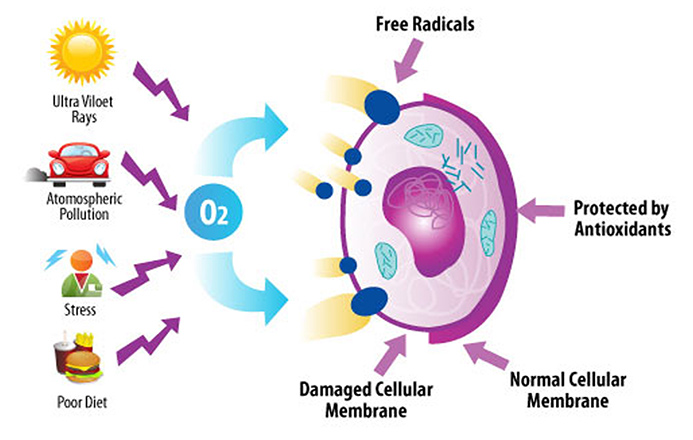 Free Radicals
Ultra Viloet
Rays
Atomospheric
Pollution
O2
Protected by
Antioxidants
Stress
Poor Diet
Damaged Cellular
Membrane
Normal Cellular
Membrane